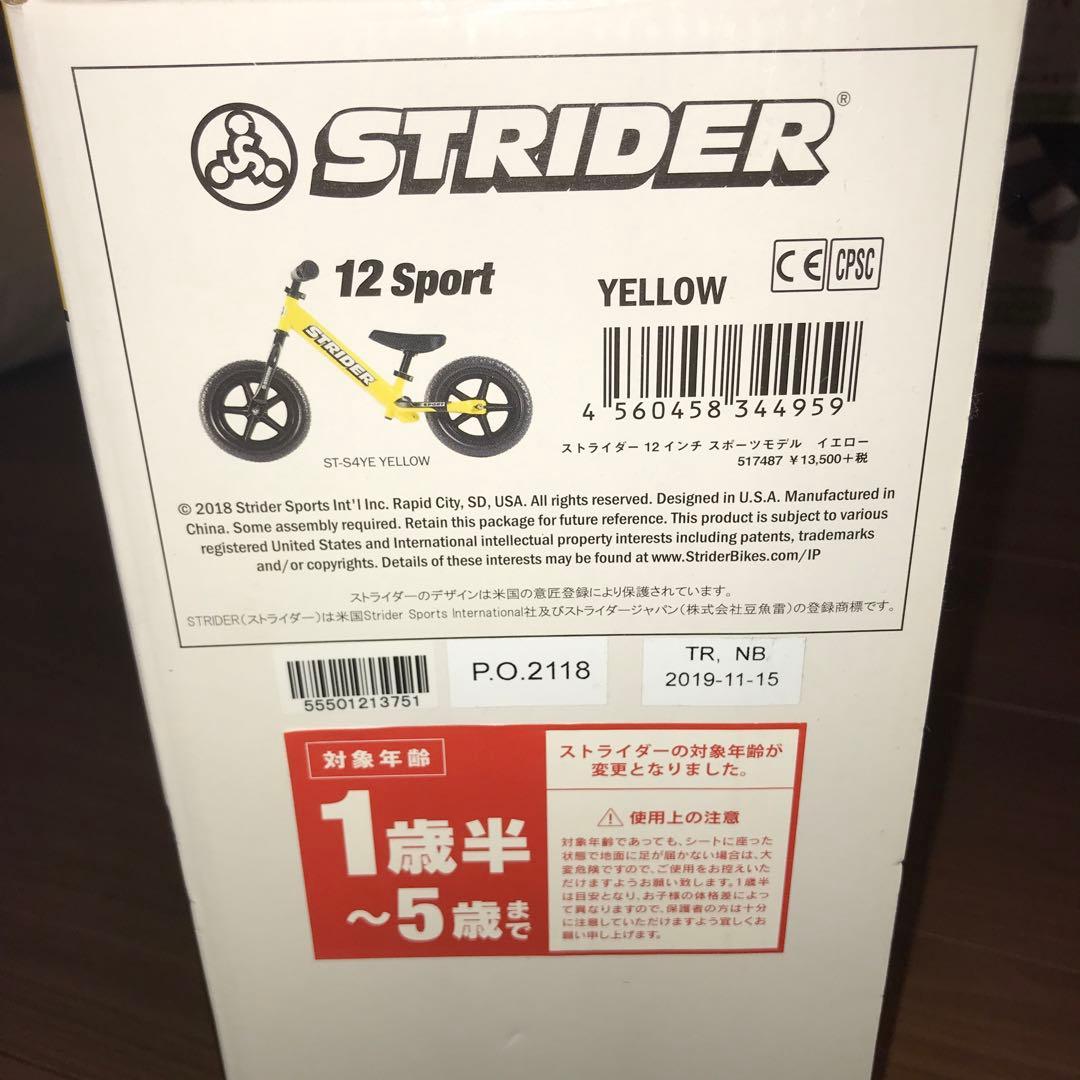 STRIDER®
12 Sport
YELLOW
CE CPSC
STRIDER
SPORT
ST-S4YE YELLOW
4 560458 344959
ストライダー 12 インチ スポーツモデル イエロー
517487 ¥13,500+税
© 2018 Strider Sports Int'l Inc. Rapid City, SD, USA. All rights reserved. Designed in U.S.A. Manufactured in
China. Some assembly required. Retain this package for future reference. This product is subject to various
registered United States and International intellectual property interests including patents, trademarks
and/or copyrights. Details of these interests may be found at www.StriderBikes.com/IP
ストライダーのデザインは米国の意匠登録により保護されています。
STRIDER(ストライダー)は米国Strider Sports International社及びストライダージャパン(株式会社豆魚雷)の登録商標です。
55501213751
P.O.2118
TR, NB
2019-11-15
対象年齢
1歳半
～5歳まで
ストライダーの対象年齢が
変更となりました。
⚠ 使用上の注意
対象年齢であっても、シートに座った
状態で地面に足が届かない場合は、大
変危険ですので、ご使用をお控えいた
だけますようお願い致します。1歳半
は目安となり、お子様の体格差によっ
て異なりますので、保護者の方は十分
に注意していただけますよう宜しくお
願い申し上げます。